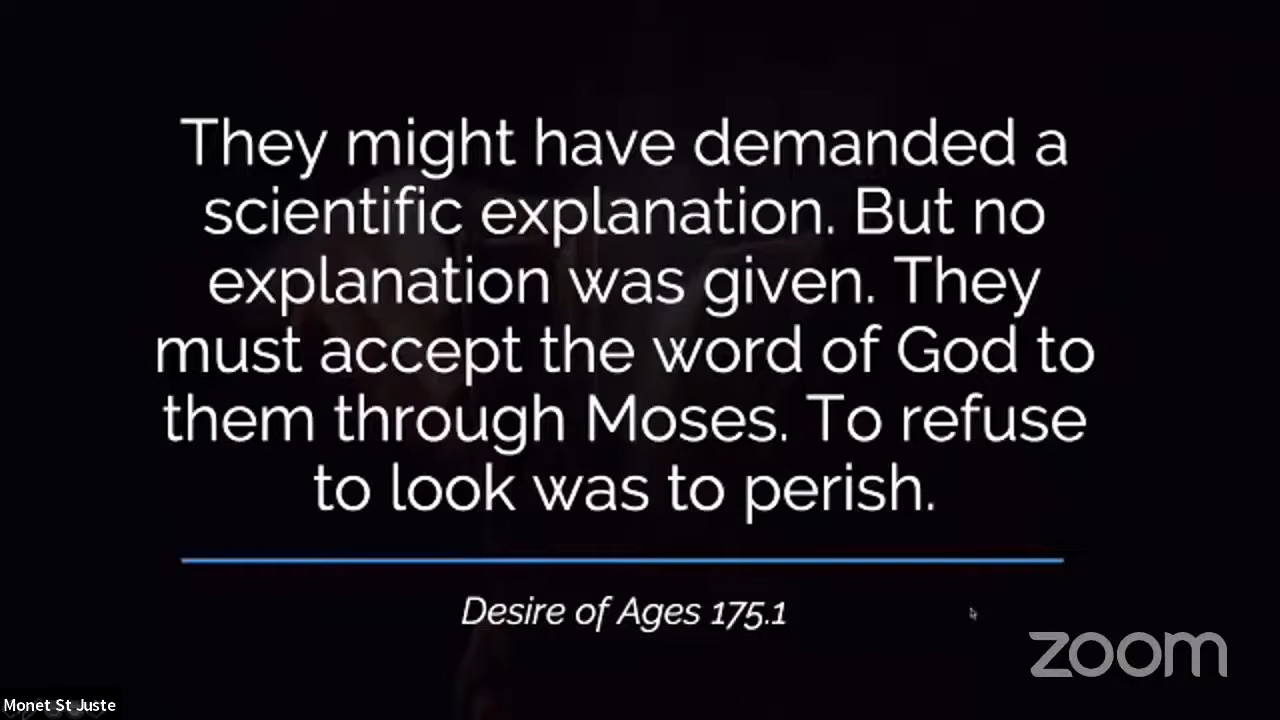 They might have demanded a
scientific explanation. But no
explanation was given. They
must accept the word of God to
them through Moses. To refuse
to look was to perish.
Desire of Ages 175.1
zoom
Monet St Juste